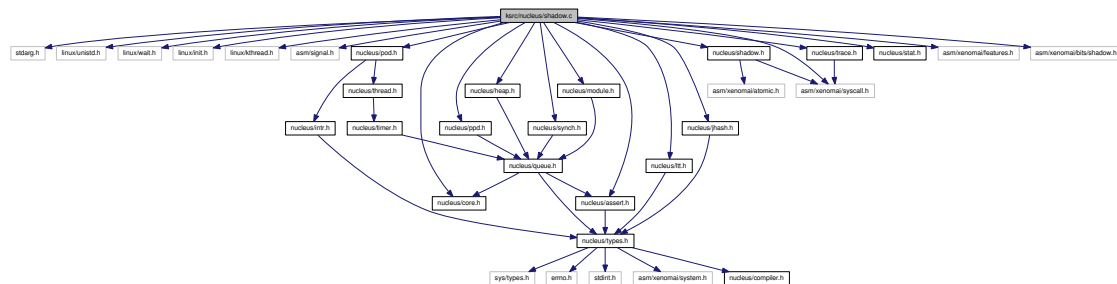 ksrc/nucleus/shadow.c
stdarg.h
linux/unistd.h
linux/wait.h
linux/init.h
linux/kthread.h
asm/signal.h
nucleus/pod.h
nucleus/shadow.h
nucleus/trace.h
nucleus/stat.h
asm/xenomai/features.h
asm/xenomai/bits/shadow.h
nucleus/thread.h
nucleus/heap.h
nucleus/module.h
asm/xenomai/atomic.h
asm/xenomai/syscall.h
nucleus/intr.h
nucleus/timer.h
nucleus/ppd.h
nucleus/synch.h
nucleus/jhash.h
nucleus/queue.h
nucleus/ltt.h
nucleus/core.h
nucleus/assert.h
nucleus/types.h
sys/types.h
errno.h
stdint.h
asm/xenomai/system.h
nucleus/compiler.h